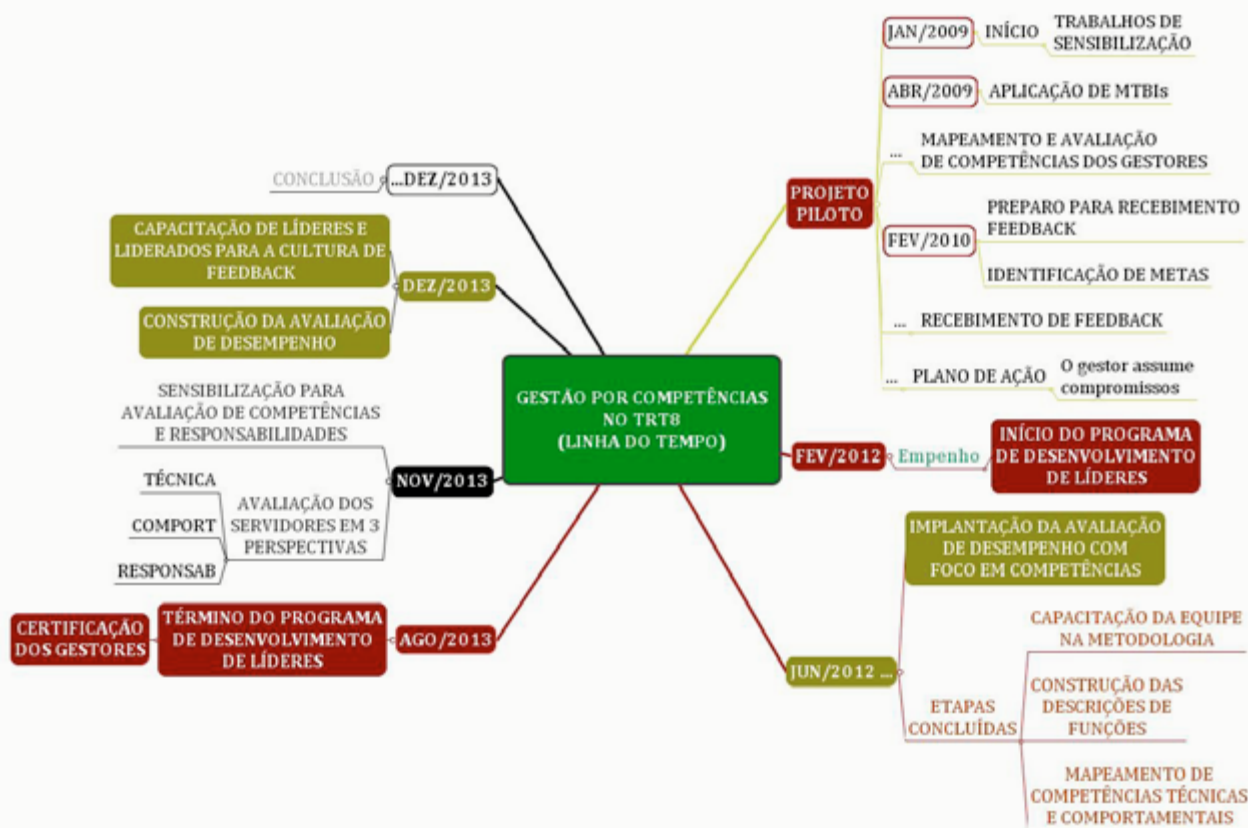 GESTÃO POR COMPETÊNCIAS
NO TRT8
(LINHA DO TEMPO)
PROJETO
PILOTO
JAN/2009
INÍCIO
TRABALHOS DE
SENSIBILIZAÇÃO
ABR/2009
APLICAÇÃO DE MTBIs
...
MAPEAMENTO E AVALIAÇÃO
DE COMPETÊNCIAS DOS GESTORES
FEV/2010
PREPARO PARA RECEBIMENTO
FEEDBACK
IDENTIFICAÇÃO DE METAS
...
RECEBIMENTO DE FEEDBACK
...
PLANO DE AÇÃO
O gestor assume
compromissos
FEV/2012
Empenho
INÍCIO DO PROGRAMA
DE DESENVOLVIMENTO
DE LÍDERES
JUN/2012 ...
IMPLANTAÇÃO DA AVALIAÇÃO
DE DESEMPENHO COM
FOCO EM COMPETÊNCIAS
ETAPAS
CONCLUÍDAS
CAPACITAÇÃO DA EQUIPE
NA METODOLOGIA
CONSTRUÇÃO DAS
DESCRIÇÕES DE
FUNÇÕES
MAPEAMENTO DE
COMPETÊNCIAS TÉCNICAS
E COMPORTAMENTAIS
AGO/2013
TÉRMINO DO PROGRAMA
DE DESENVOLVIMENTO
DE LÍDERES
CERTIFICAÇÃO
DOS GESTORES
NOV/2013
SENSIBILIZAÇÃO PARA
AVALIAÇÃO DE COMPETÊNCIAS
E RESPONSABILIDADES
AVALIAÇÃO DOS
SERVIDORES EM 3
PERSPECTIVAS
TÉCNICA
COMPORT
RESPONSAB
DEZ/2013
CAPACITAÇÃO DE LÍDERES E
LIDERADOS PARA A CULTURA DE
FEEDBACK
CONSTRUÇÃO DA AVALIAÇÃO
DE DESEMPENHO
...DEZ/2013
CONCLUSÃO